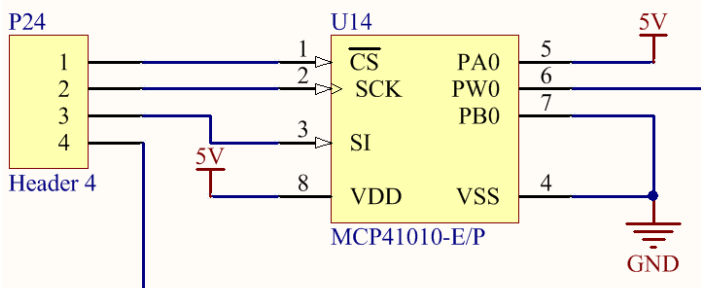 P24
1
2
3
4
Header 4
U14
1
CS
2
SCK
3
SI
8
VDD
5V
PA0
5
PW0
6
PB0
7
VSS
4
MCP41010-E/P
5V
GND